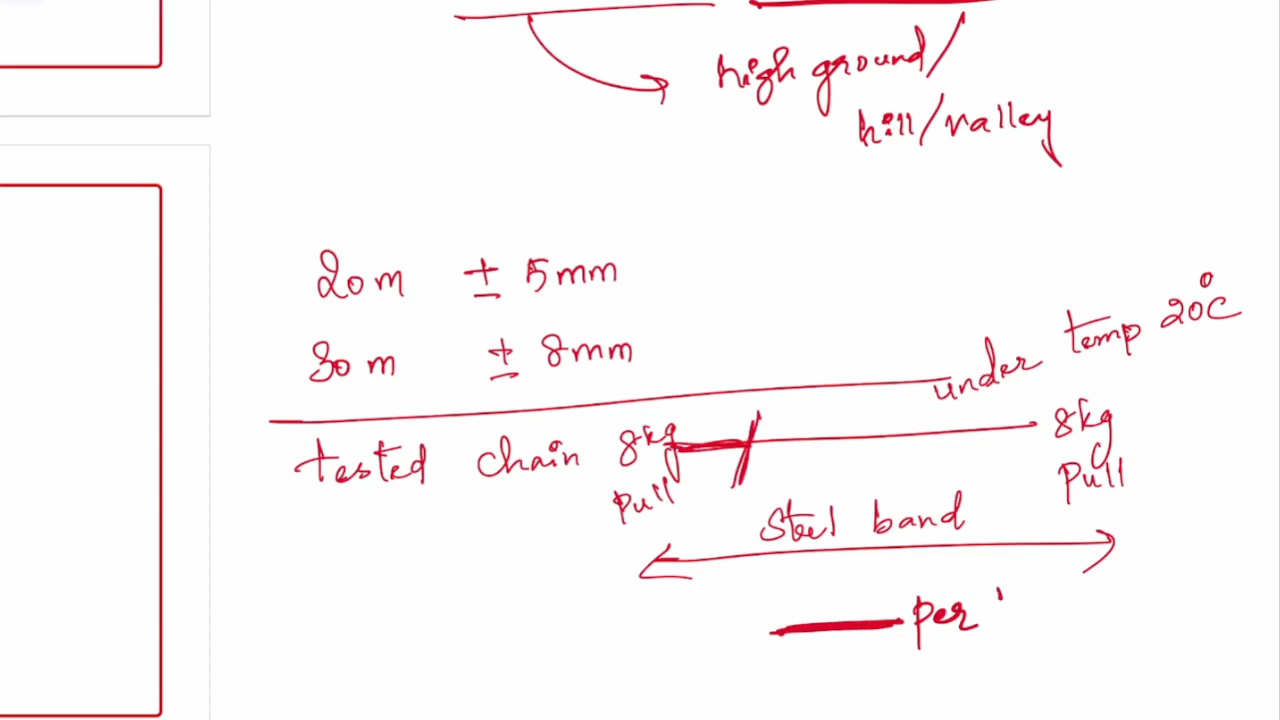 high ground/
hill/valley
20m ± 5mm
30m ± 8mm
under temp 20°C
tested chain 8kg pull 8kg pull
Steel band
per